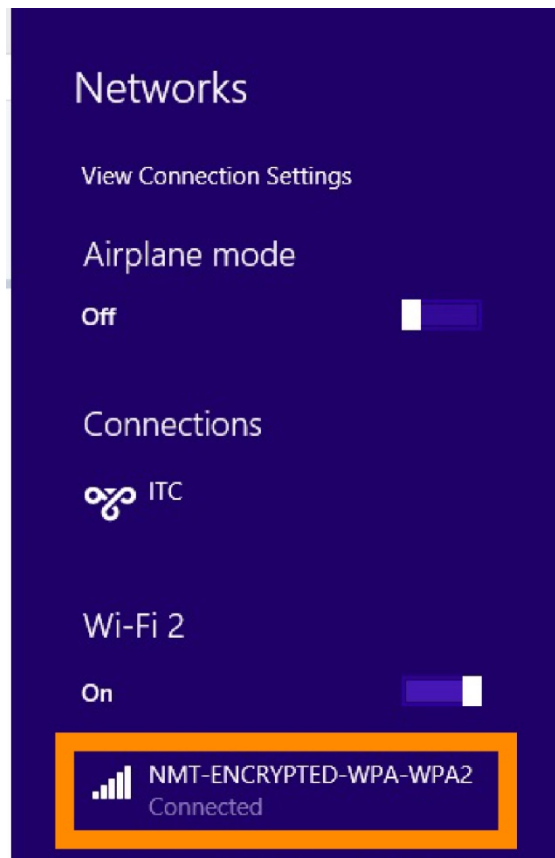 Networks
View Connection Settings
Airplane mode
Off
Connections
ITC
Wi-Fi 2
On
NMT-ENCRYPTED-WPA-WPA2
Connected